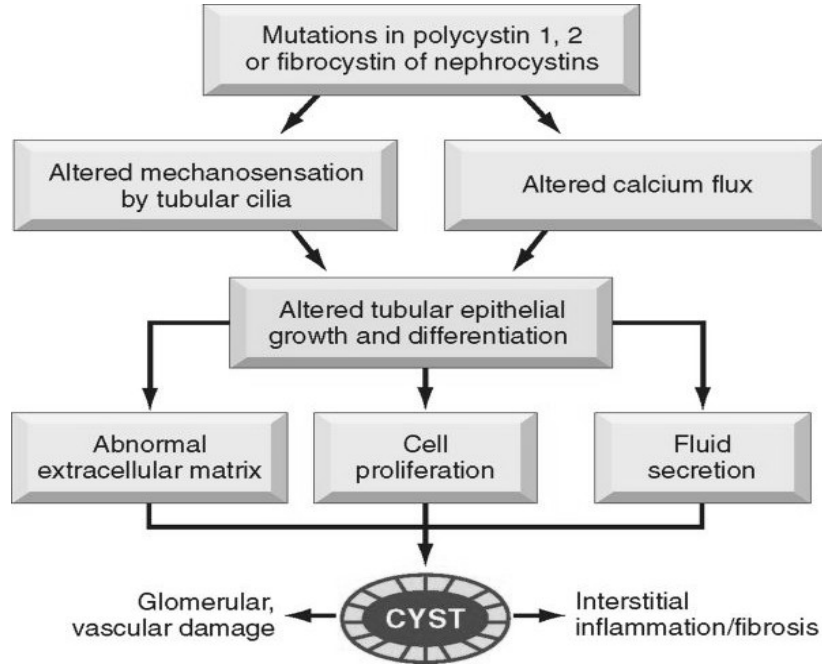 Mutations in polycystin 1, 2
or fibrocystin of nephrocystins
Altered mechanosensation
by tubular cilia
Altered calcium flux
Altered tubular epithelial
growth and differentiation
Abnormal
extracellular matrix
Cell
proliferation
Fluid
secretion
Glomerular,
vascular damage
CYST
Interstitial
inflammation/fibrosis